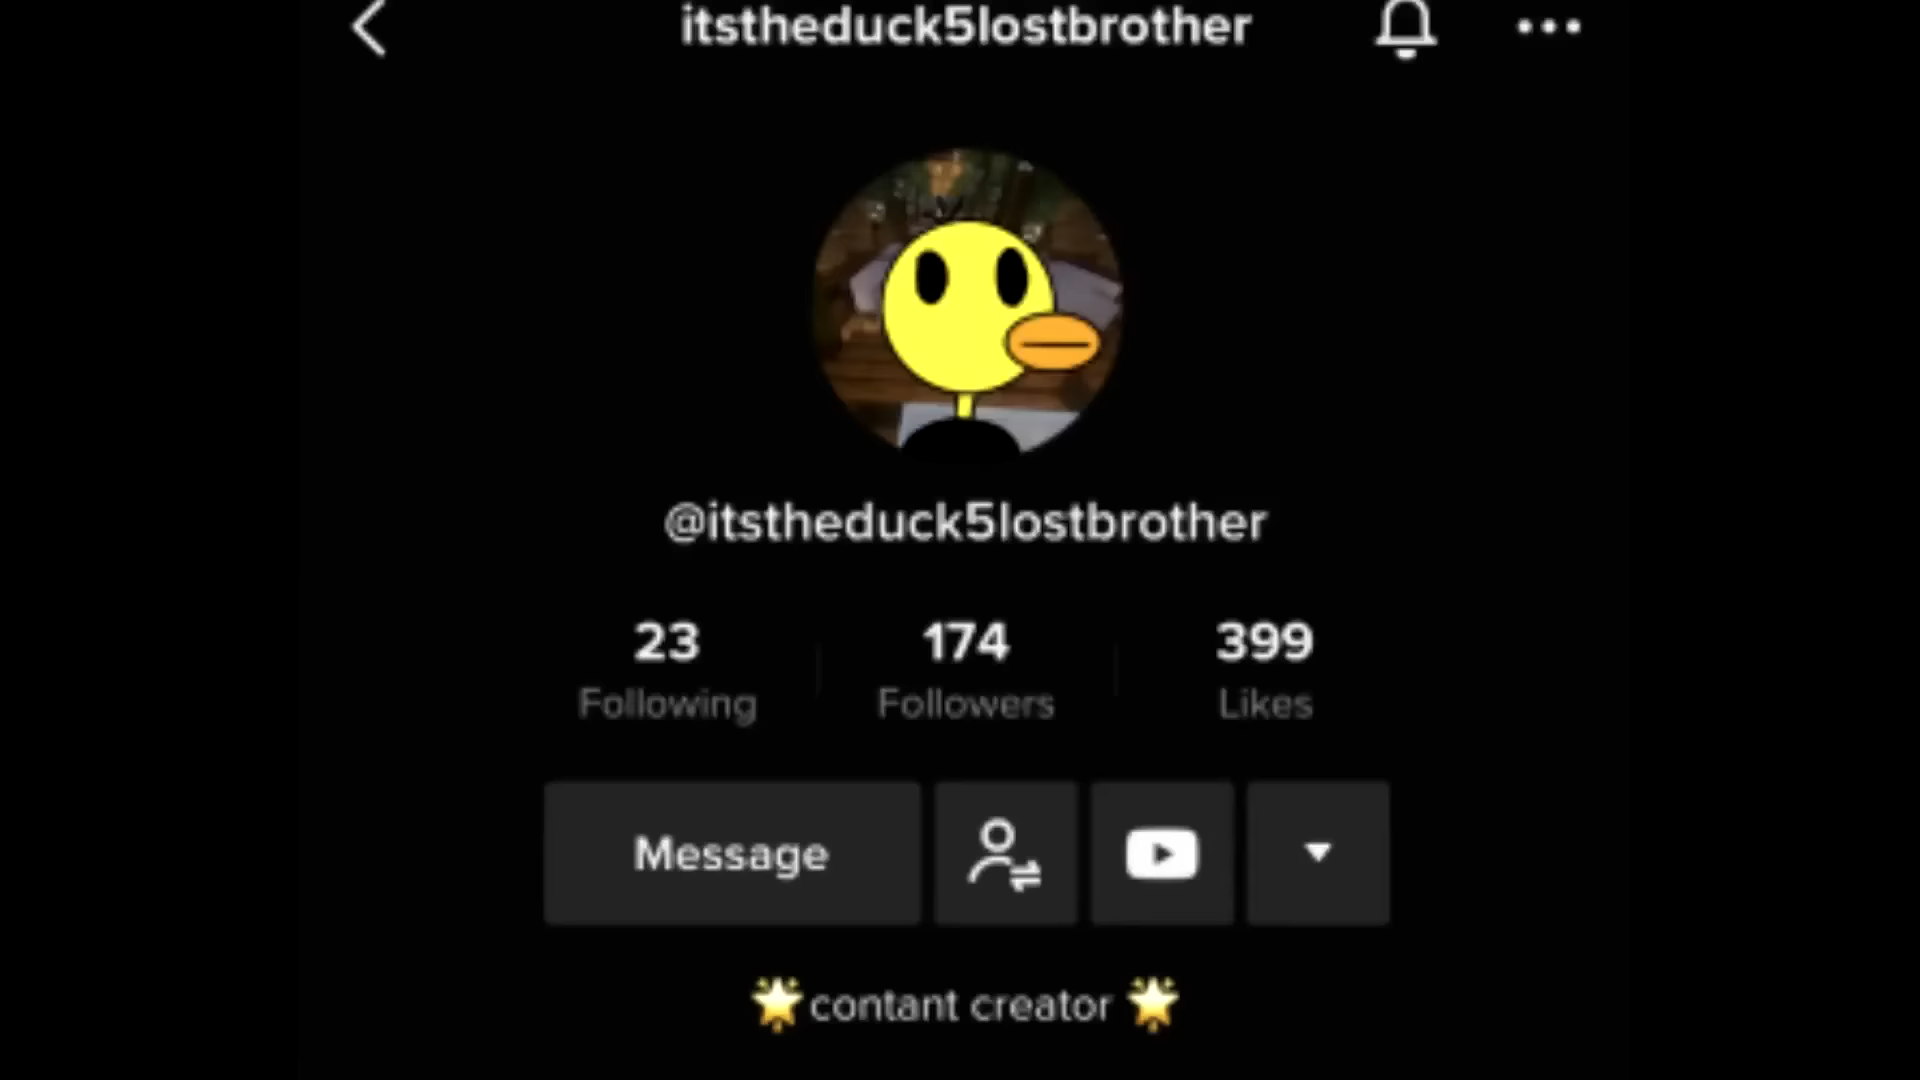 itstheduck5lostbrother
@itstheduck5lostbrother
23 174 399
Following Followers Likes
Message
🌟contant creator 🌟